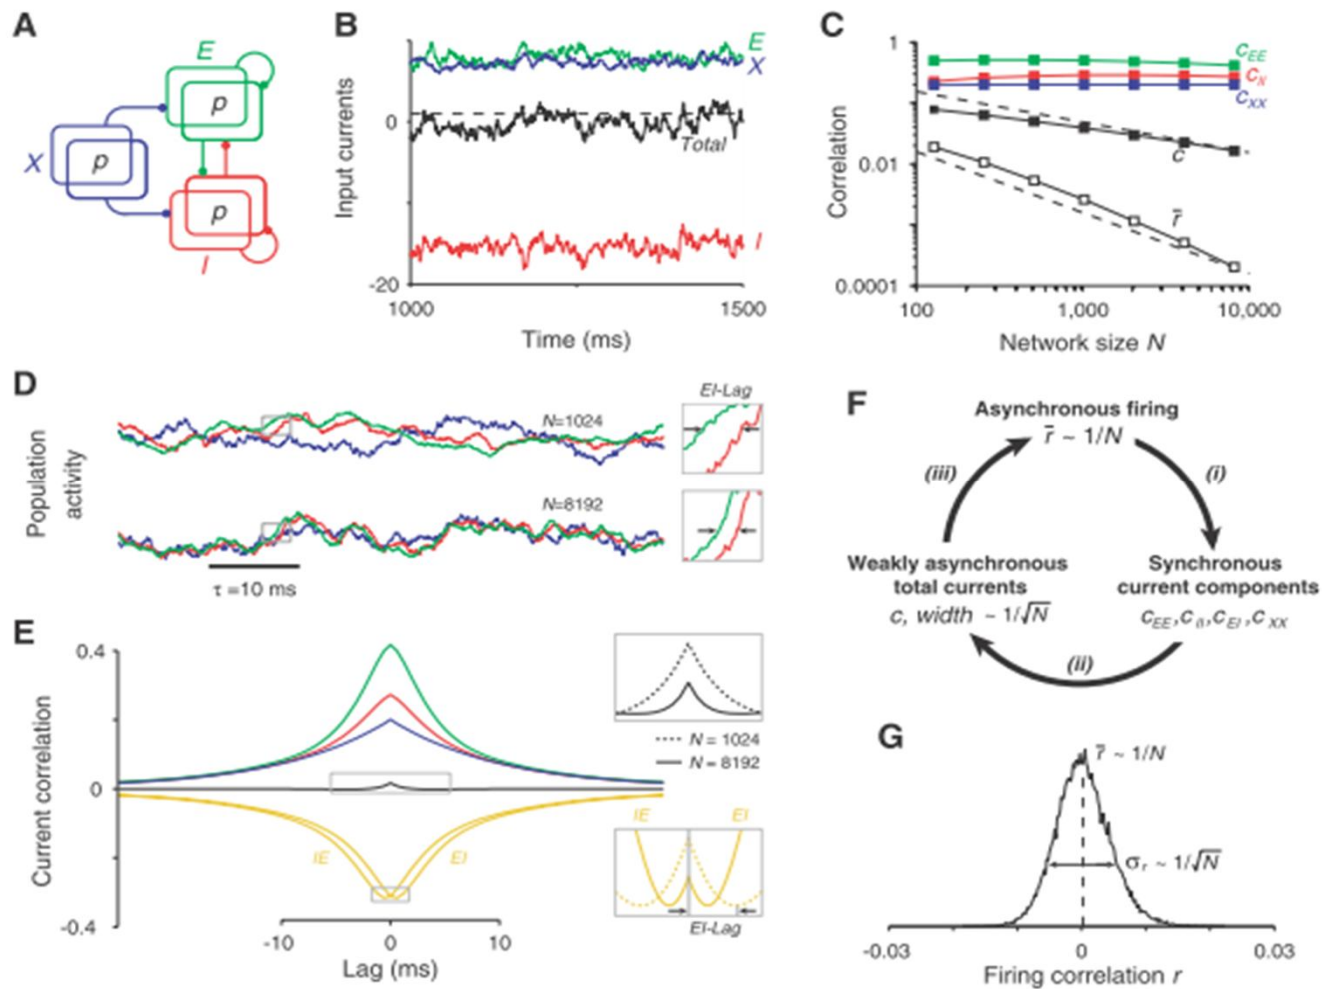 A
E
p
X
p
p
I
B
Input currents
0
-20
1000
1500
Time (ms)
E
X
Total
I
C
Correlation
1
0.01
0.0001
100
1,000
10,000
Network size N
c_EE
c_II
c_XX
c
r̄
D
Population
activity
N=1024
N=8192
τ =10 ms
EI-Lag
E
Current correlation
0.4
0
-0.4
-10
0
10
Lag (ms)
IE
EI
N = 1024
N = 8192
IE
EI
EI-Lag
F
Asynchronous firing
r̄ ~ 1/N
(i)
(iii)
Weakly asynchronous
total currents
c, width ~ 1/√N
Synchronous
current components
c_EE, c_II, c_EI, c_XX
(ii)
G
r̄ ~ 1/N
σ_r ~ 1/√N
-0.03
0
0.03
Firing correlation r